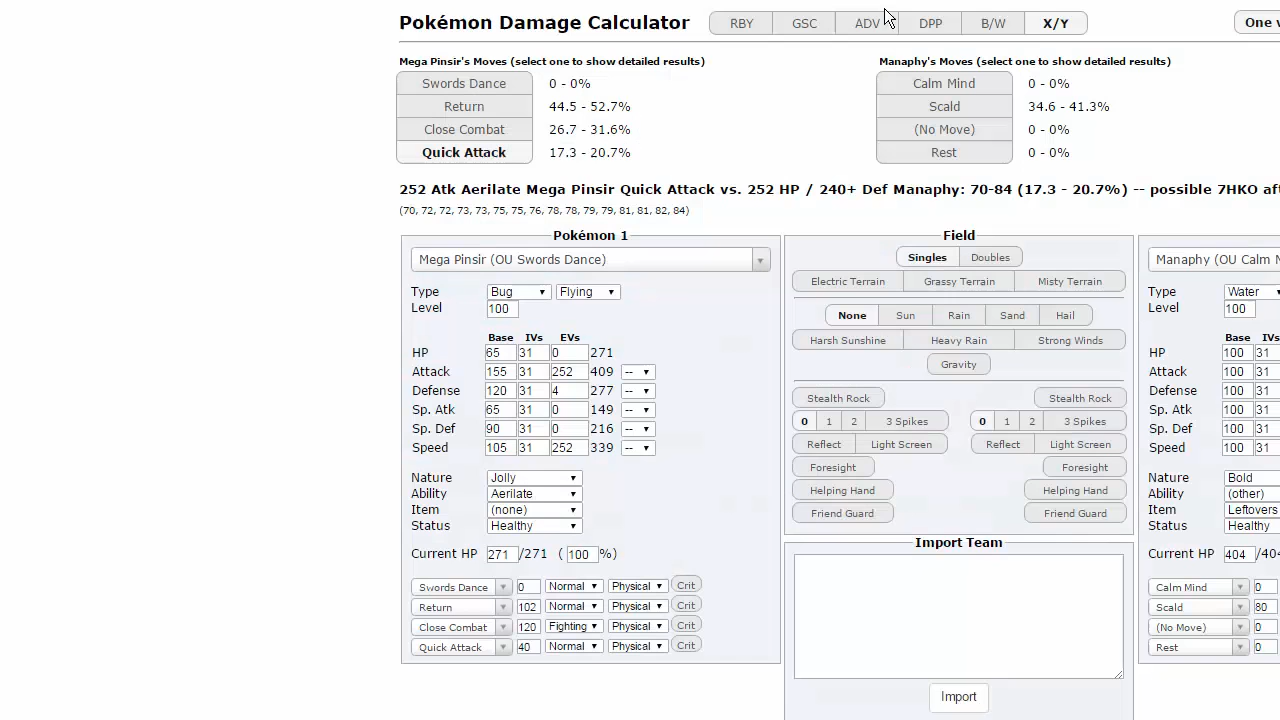 Pokémon Damage Calculator RBY GSC ADV DPP B/W X/Y One v
Mega Pinsir's Moves (select one to show detailed results) Manaphy's Moves (select one to show detailed results)
Swords Dance 0 - 0% Calm Mind 0 - 0%
Return 44.5 - 52.7% Scald 34.6 - 41.3%
Close Combat 26.7 - 31.6% (No Move) 0 - 0%
Quick Attack 17.3 - 20.7% Rest 0 - 0%
252 Atk Aerilate Mega Pinsir Quick Attack vs. 252 HP / 240+ Def Manaphy: 70-84 (17.3 - 20.7%) -- possible 7HKO aft
(70, 72, 72, 73, 73, 75, 75, 76, 78, 78, 79, 79, 81, 81, 82, 84)
Pokémon 1
Mega Pinsir (OU Swords Dance)
Type Bug Flying
Level 100
Base IVs EVs
HP 65 31 0 271
Attack 155 31 252 409 --
Defense 120 31 4 277 --
Sp. Atk 65 31 0 149 --
Sp. Def 90 31 0 216 --
Speed 105 31 252 339 --
Nature Jolly
Ability Aerilate
Item (none)
Status Healthy
Current HP 271 /271 ( 100 %)
Swords Dance 0 Normal Physical Crit
Return 102 Normal Physical Crit
Close Combat 120 Fighting Physical Crit
Quick Attack 40 Normal Physical Crit
Field
Singles Doubles
Electric Terrain Grassy Terrain Misty Terrain
None Sun Rain Sand Hail
Harsh Sunshine Heavy Rain Strong Winds
Gravity
Stealth Rock Stealth Rock
0 1 2 3 Spikes 0 1 2 3 Spikes
Reflect Light Screen Reflect Light Screen
Foresight Foresight
Helping Hand Helping Hand
Friend Guard Friend Guard
Import Team
Import
Manaphy (OU Calm M
Type Water
Level 100
Base IVs
HP 100 31
Attack 100 31
Defense 100 31
Sp. Atk 100 31
Sp. Def 100 31
Speed 100 31
Nature Bold
Ability (other)
Item Leftovers
Status Healthy
Current HP 404 /404
Calm Mind 0
Scald 80
(No Move) 0
Rest 0